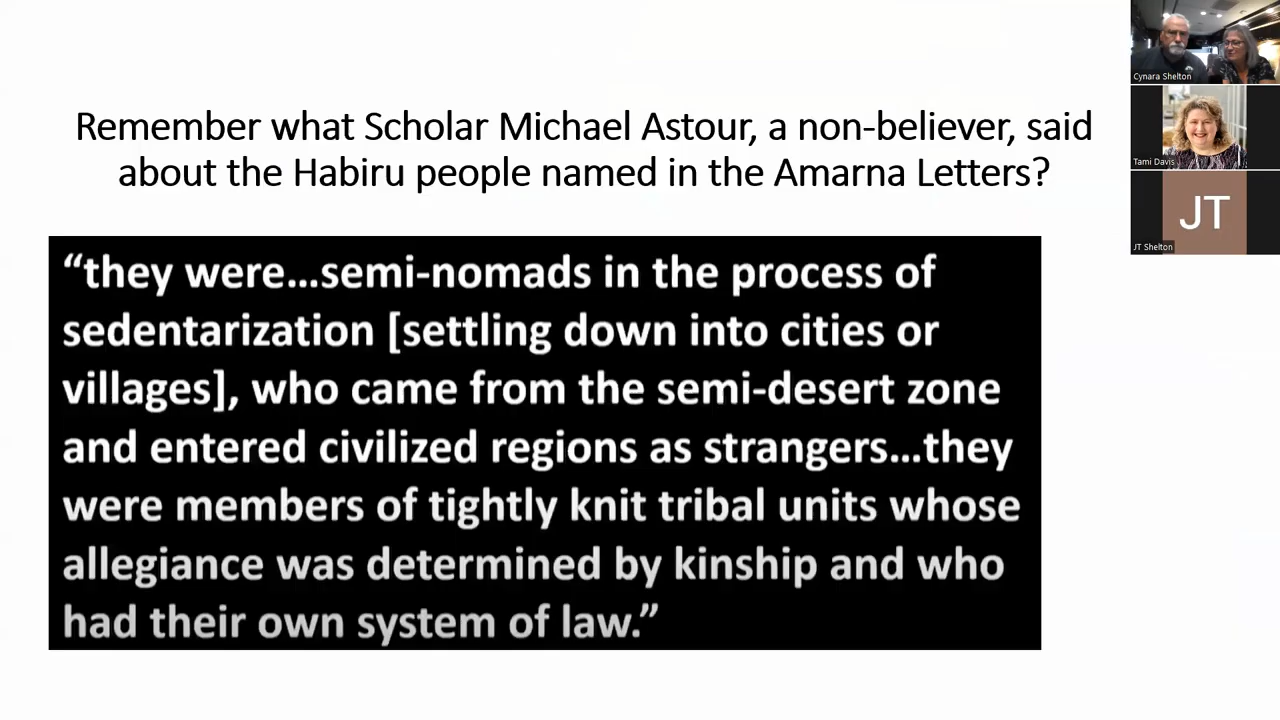 Remember what Scholar Michael Astour, a non-believer, said
about the Habiru people named in the Amarna Letters?
“they were…semi-nomads in the process of
sedentarization [settling down into cities or
villages], who came from the semi-desert zone
and entered civilized regions as strangers…they
were members of tightly knit tribal units whose
allegiance was determined by kinship and who
had their own system of law.”
Cynara Shelton
Tami Davis
JT
JT Shelton